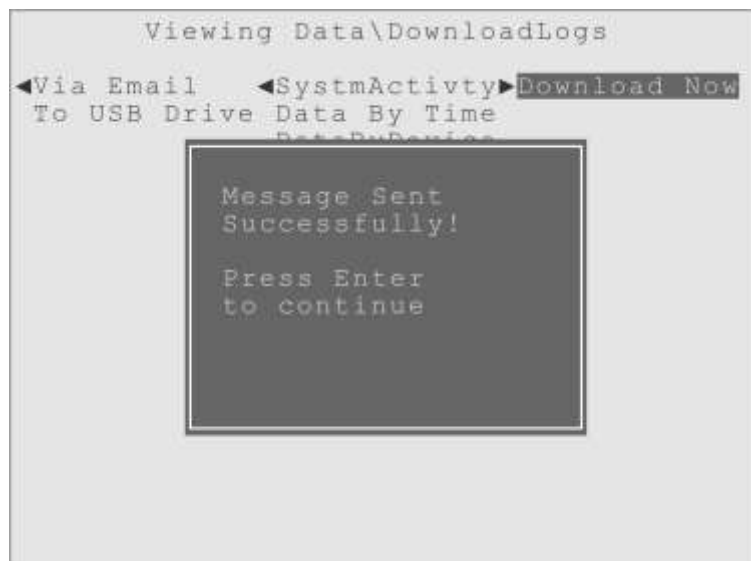 Viewing Data\DownloadLogs
◀Via Email ◀SystmActivty▶Download Now
To USB Drive Data By Time
DataByDevice
Message Sent
Successfully!
Press Enter
to continue